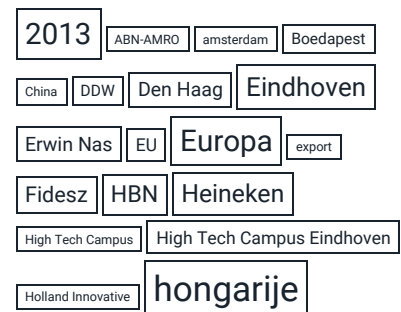 2013 ABN-AMRO amsterdam Boedapest
China DDW Den Haag Eindhoven
Erwin Nas EU Europa export
Fidesz HBN Heineken
High Tech Campus High Tech Campus Eindhoven
Holland Innovative hongarije